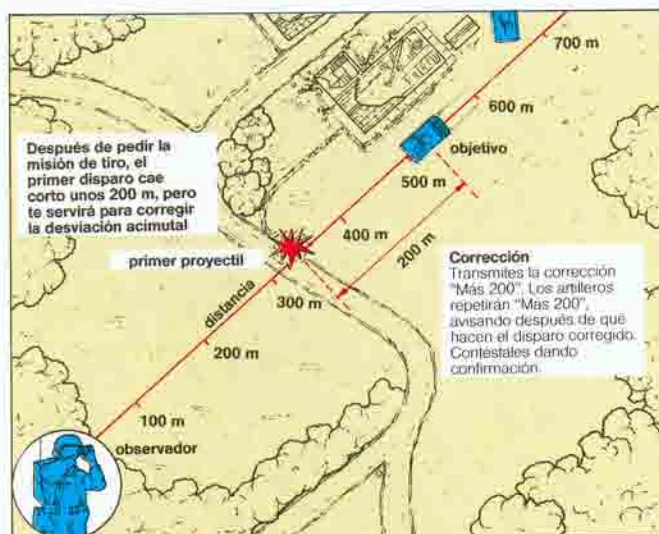 700 m
600 m
objetivo
500 m
400 m
200 m
Después de pedir la
misión de tiro, el
primer disparo cae
corto unos 200 m, pero
te servirá para corregir
la desviación acimutal
primer proyectil
Corrección
Transmites la corrección
"Más 200". Los artilleros
repetirán "Mas 200",
avisando después de que
hacen el disparo corregido.
Contéstales dando
confirmación.
distancia
300 m
200 m
100 m
observador